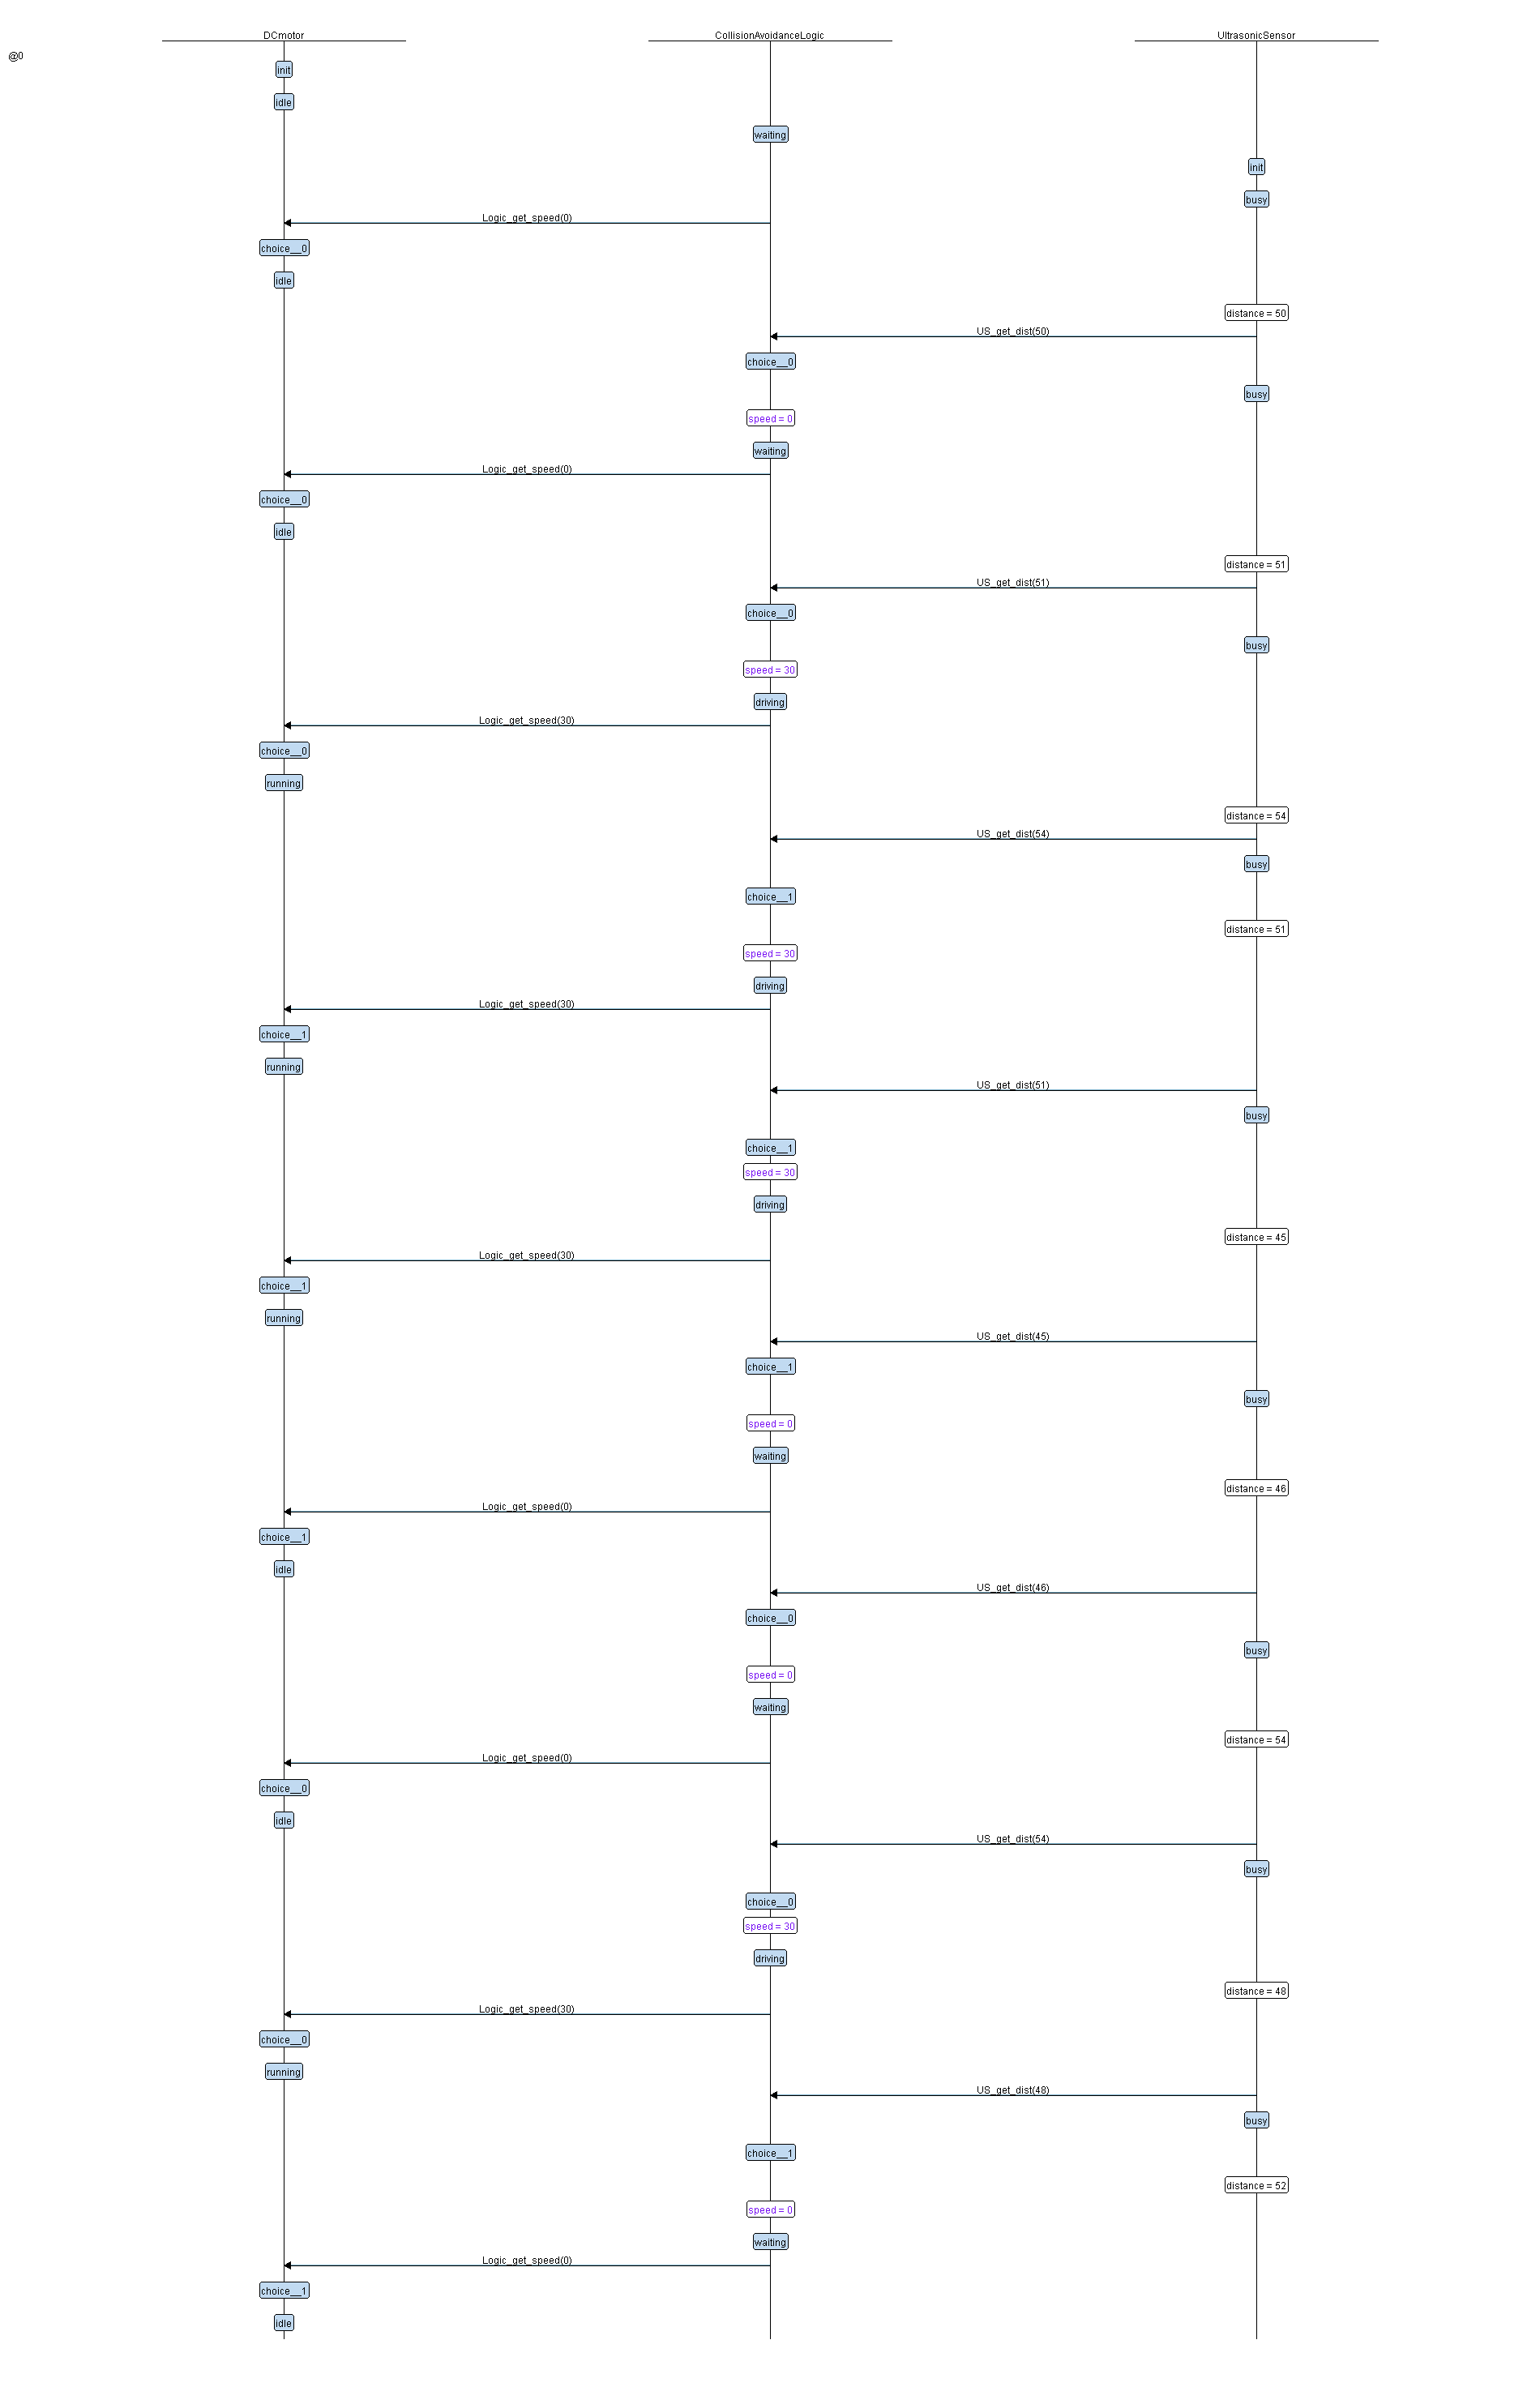 DCmotor
CollisionAvoidanceLogic
UltrasonicSensor
@0
init
idle
waiting
init
busy
Logic_get_speed(0)
choice__0
idle
distance = 50
US_get_dist(50)
choice__0
busy
speed = 0
waiting
Logic_get_speed(0)
choice__0
idle
distance = 51
US_get_dist(51)
choice__0
busy
speed = 30
driving
Logic_get_speed(30)
choice__0
running
distance = 54
US_get_dist(54)
busy
choice__1
distance = 51
speed = 30
driving
Logic_get_speed(30)
choice__1
running
US_get_dist(51)
busy
choice__1
speed = 30
driving
distance = 45
Logic_get_speed(30)
choice__1
running
US_get_dist(45)
choice__1
busy
speed = 0
waiting
distance = 46
Logic_get_speed(0)
choice__1
idle
US_get_dist(46)
choice__0
busy
speed = 0
waiting
distance = 54
Logic_get_speed(0)
choice__0
idle
US_get_dist(54)
busy
choice__0
speed = 30
driving
distance = 48
Logic_get_speed(30)
choice__0
running
US_get_dist(48)
busy
choice__1
distance = 52
speed = 0
waiting
Logic_get_speed(0)
choice__1
idle